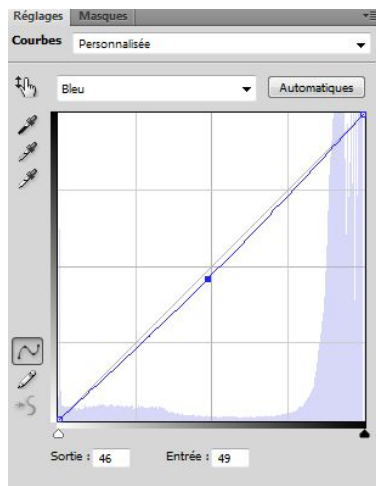 Réglages Masques
Courbes Personnalisée
Bleu Automatiques
Sortie : 46 Entrée : 49